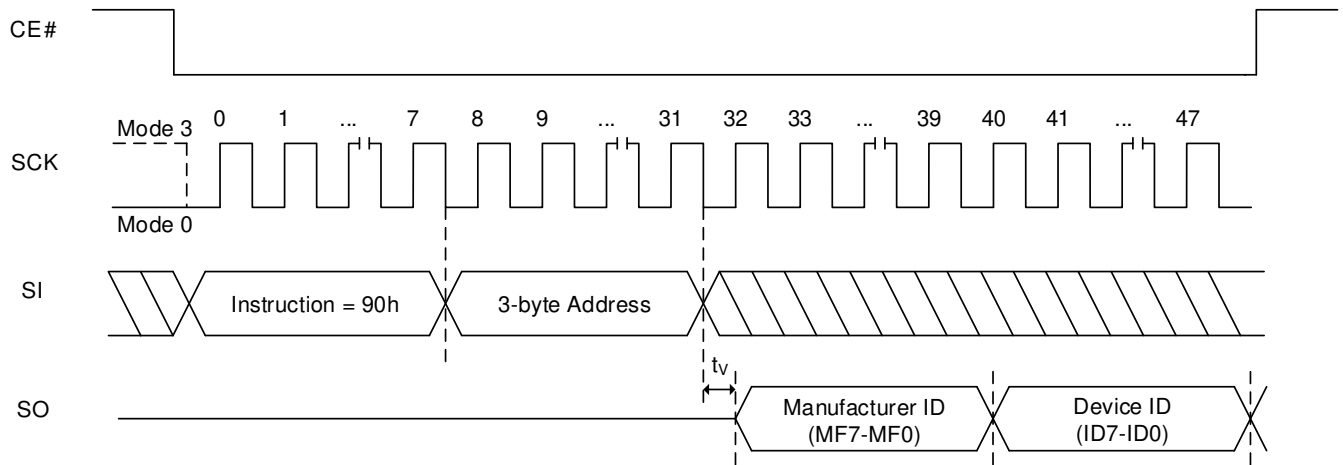 CE#
0 1 ... 7 8 9 ... 31 32 33 ... 39 40 41 ... 47
Mode 3
SCK
Mode 0
SI
Instruction = 90h
3-byte Address
tV
SO
Manufacturer ID
(MF7-MF0)
Device ID
(ID7-ID0)